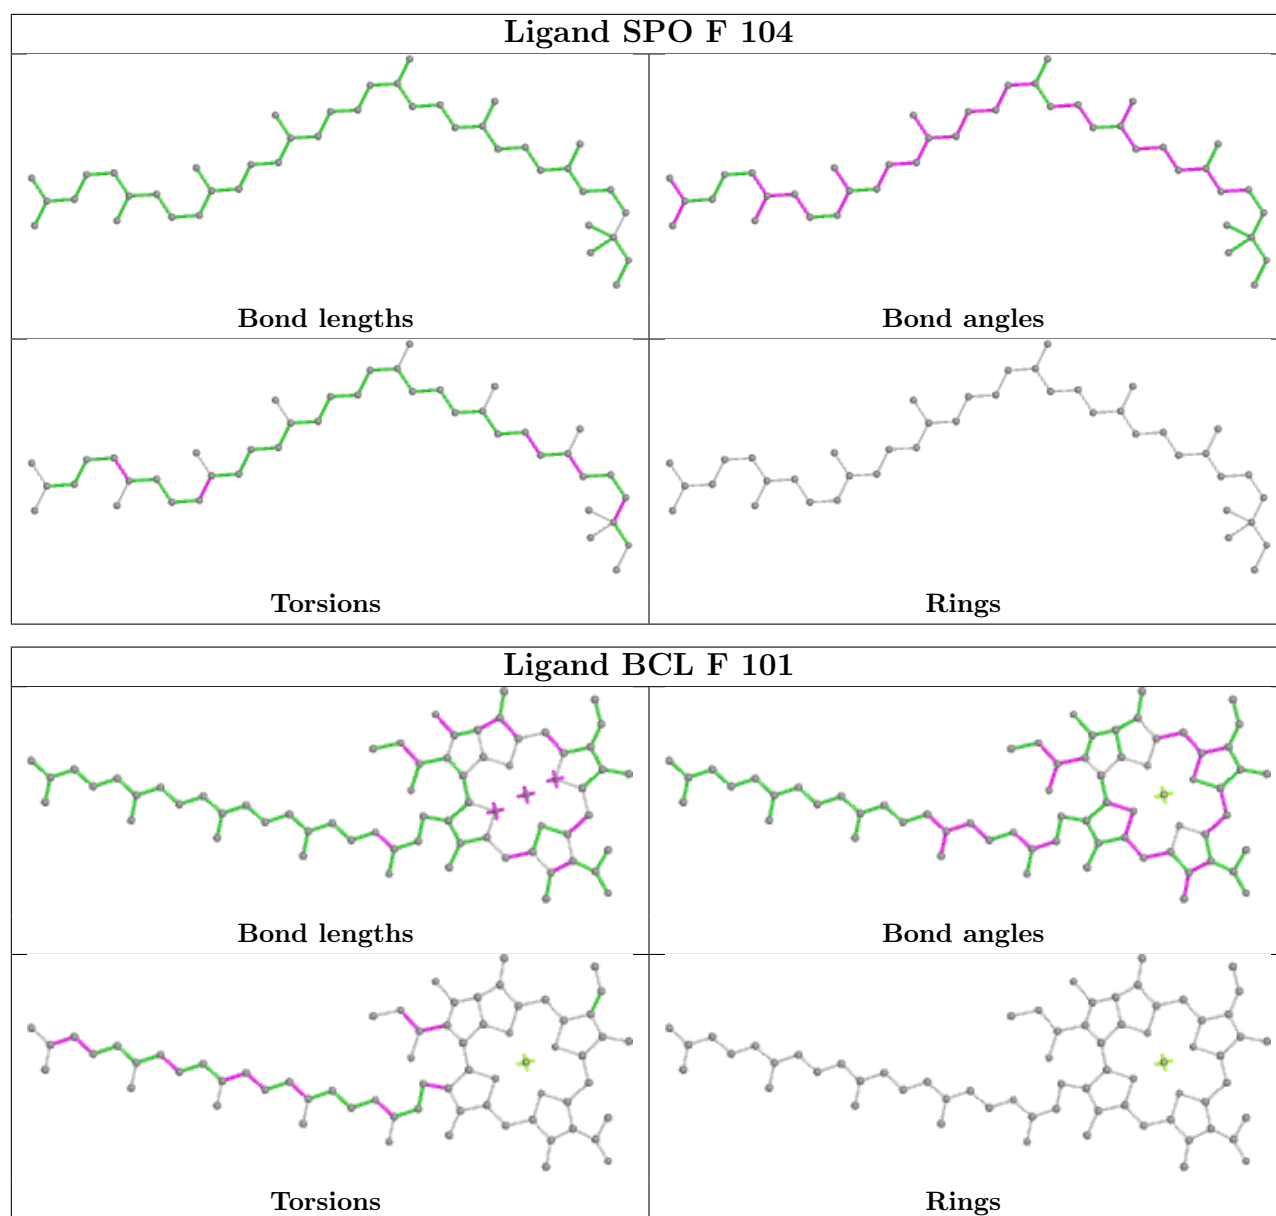 Ligand SPO F 104
Bond lengths
Bond angles
Torsions
Rings
Ligand BCL F 101
Bond lengths
Bond angles
Torsions
Rings